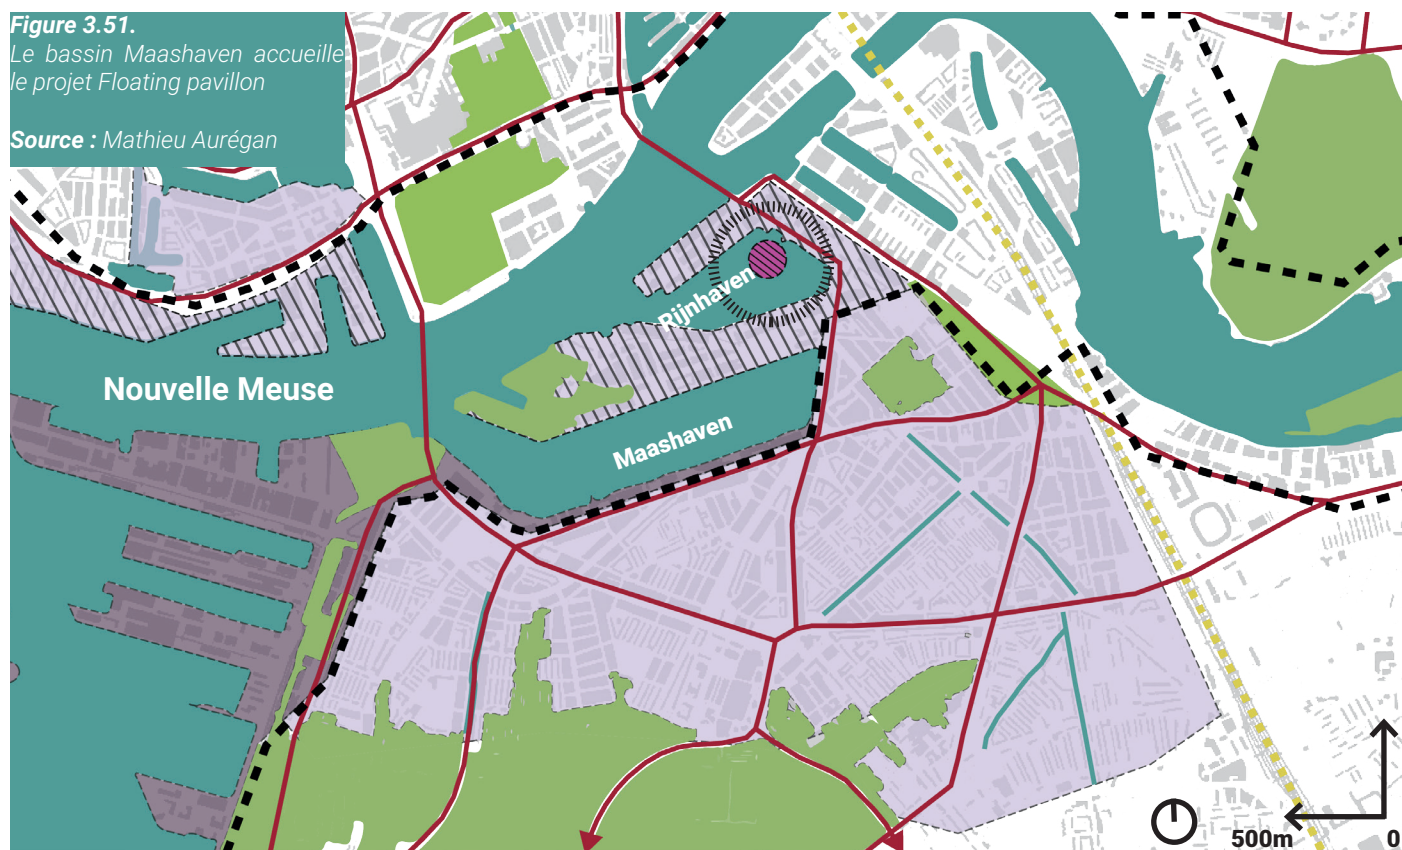 Figure 3.51.
Le bassin Maashaven accueille
le projet Floating pavillon
Source : Mathieu Aurégan
Rijnhaven
Nouvelle Meuse
Maashaven
500m
0